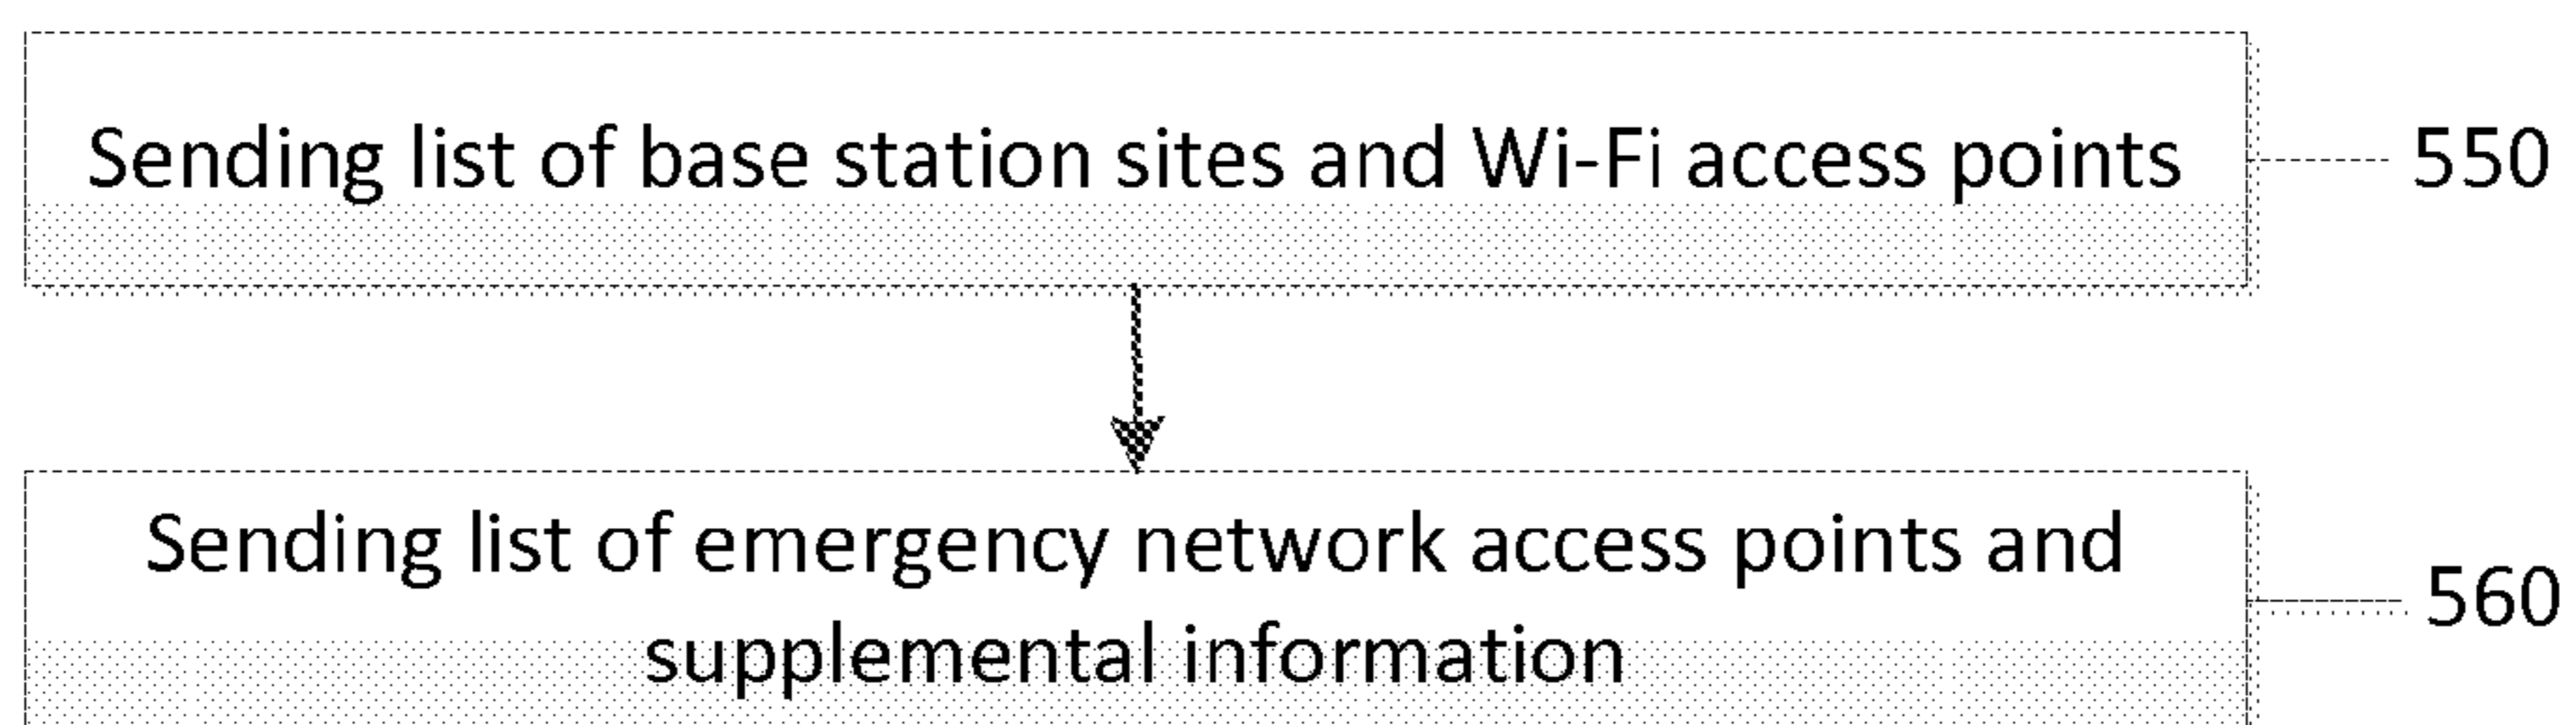 Sending list of base station sites and Wi-Fi access points
550
Sending list of emergency network access points and
supplemental information
560